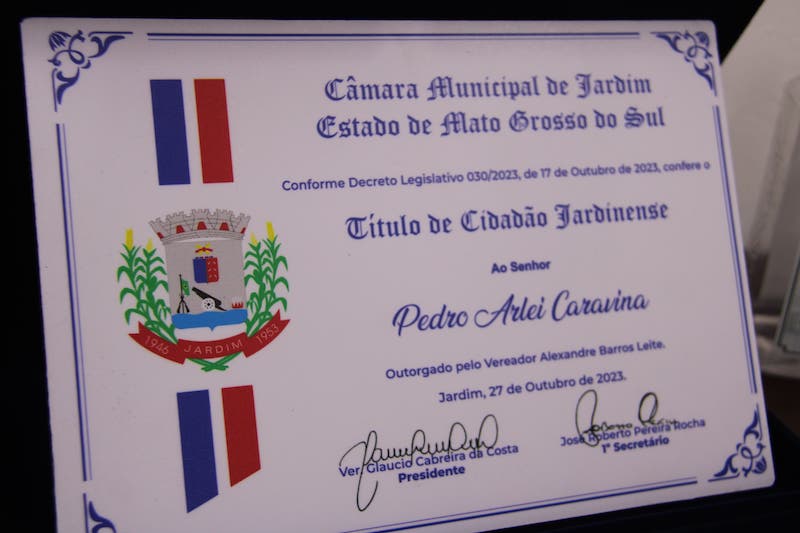 Câmara Municipal de Jardim
Estado de Mato Grosso do Sul
Conforme Decreto Legislativo 030/2023, de 17 de Outubro de 2023, confere o
Título de Cidadão Jardinense
Ao Senhor
Pedro Arlei Caravina
Outorgado pelo Vereador Alexandre Barros Leite.
Jardim, 27 de Outubro de 2023.
1946 JARDIM 1953
Ver. Glaucio Cabreira da Costa
Presidente
José Roberto Pereira Rocha
1º Secretário